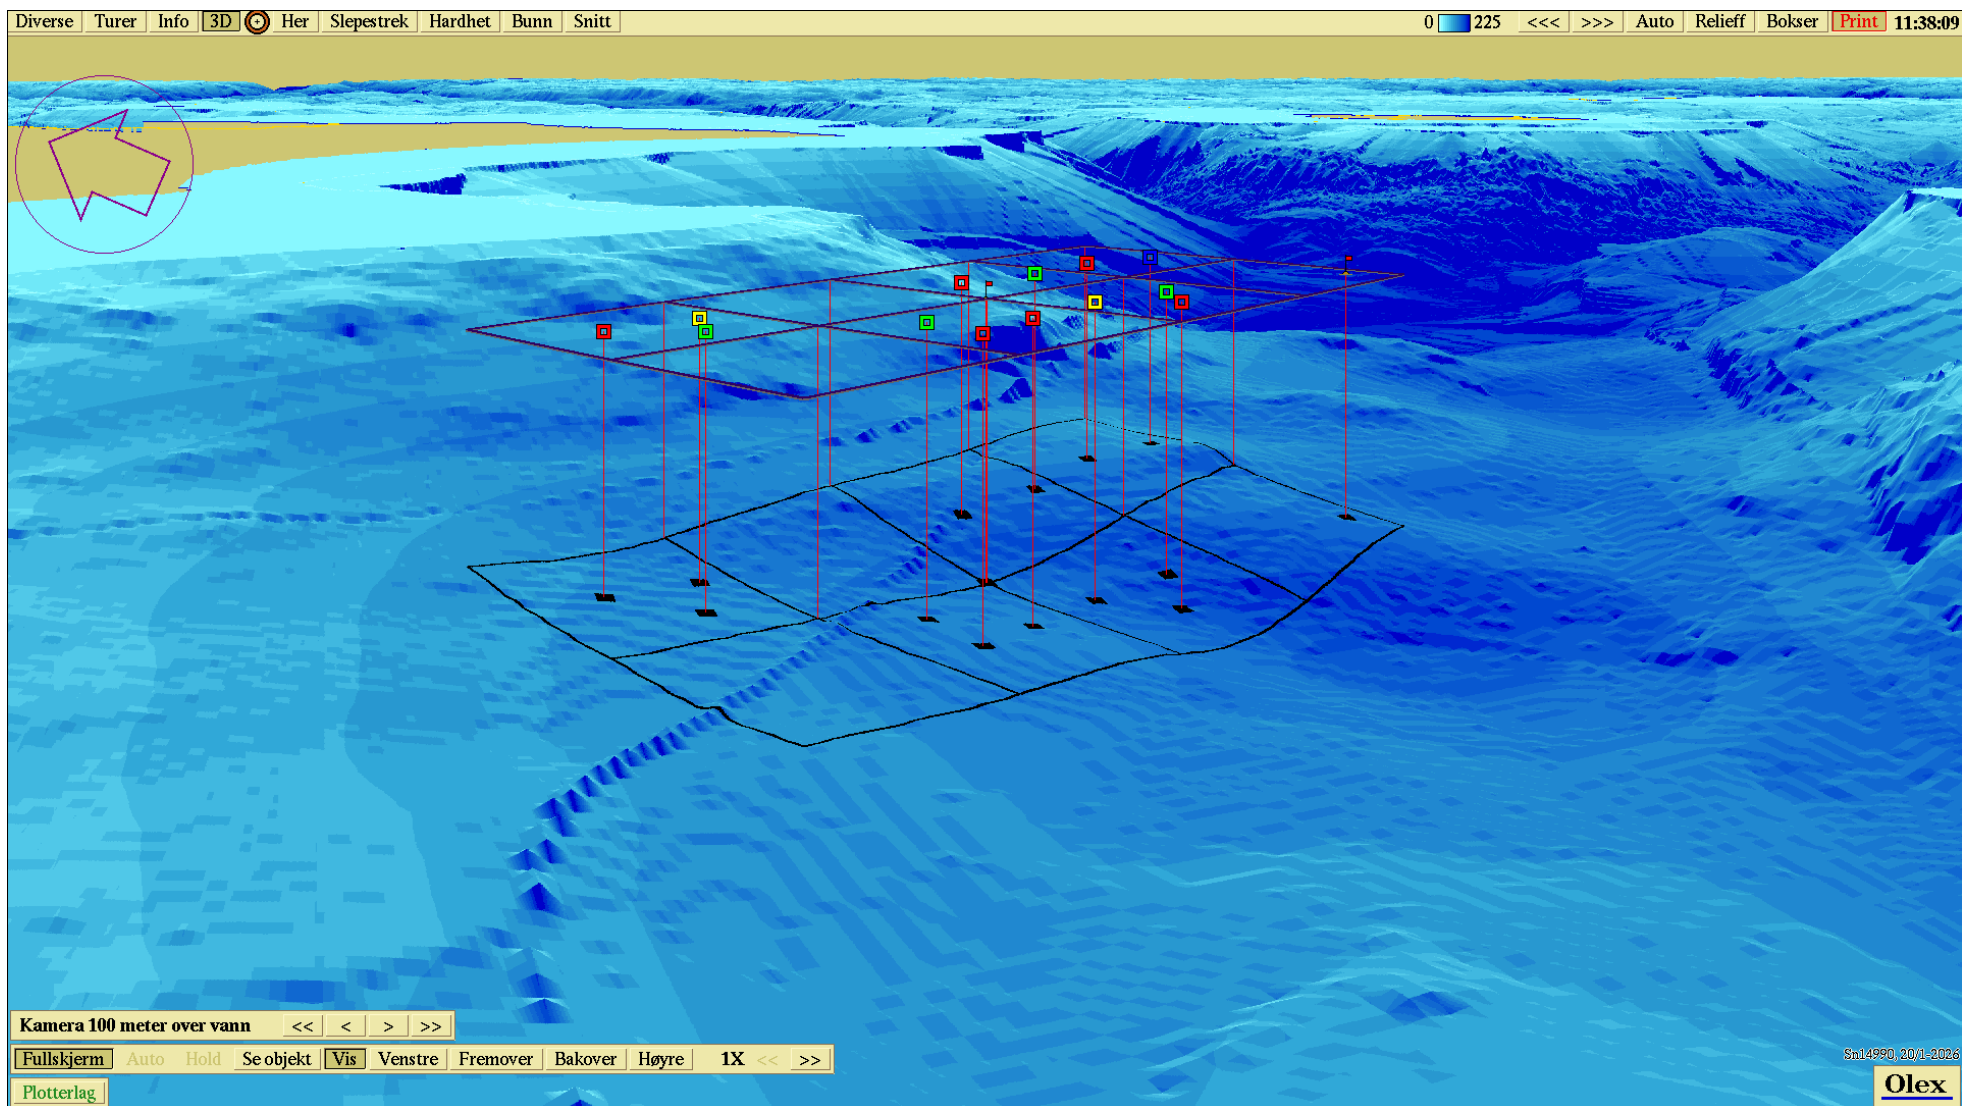 Diverse Turer Info 3D Her Slepestrek Hardhet Bunn Snitt 0 225 <<< >>> Auto Relieff Bokser Print 11:38:09
Kamera 100 meter over vann << < > >>
Fullskjerm Auto Hold Se objekt Vis Venstre Fremover Bakover Høyre 1X << >>
Sn14990, 20/1-2026
Plotterlag
Olex